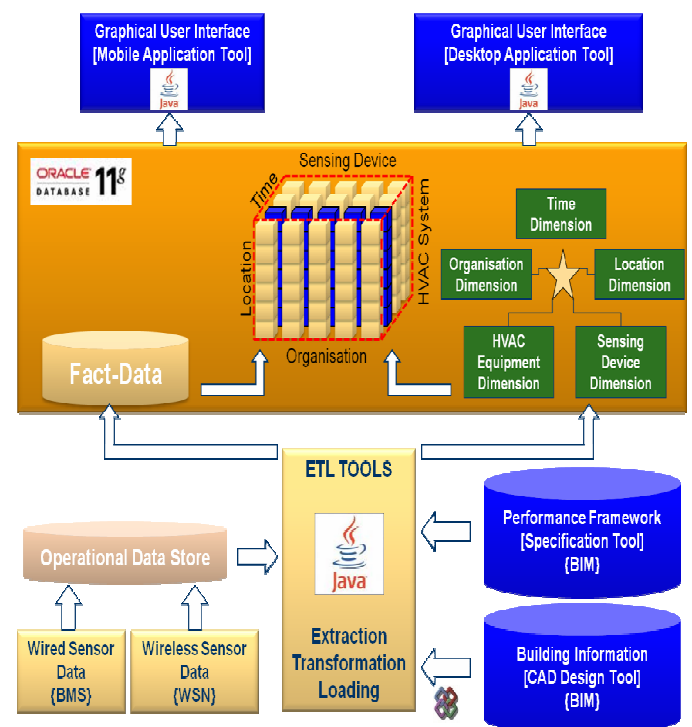 Graphical User Interface
[Mobile Application Tool]
Java
Graphical User Interface
[Desktop Application Tool]
Java
ORACLE
DATABASE
11g
Sensing Device
Time
Location
HVAC System
Organisation
Time
Dimension
Organisation
Dimension
Location
Dimension
HVAC
Equipment
Dimension
Sensing
Device
Dimension
Fact-Data
ETL TOOLS
Java
Extraction
Transformation
Loading
Operational Data Store
Wired Sensor
Data
{BMS}
Wireless Sensor
Data
{WSN}
Performance Framework
[Specification Tool]
{BIM}
Building Information
[CAD Design Tool]
{BIM}